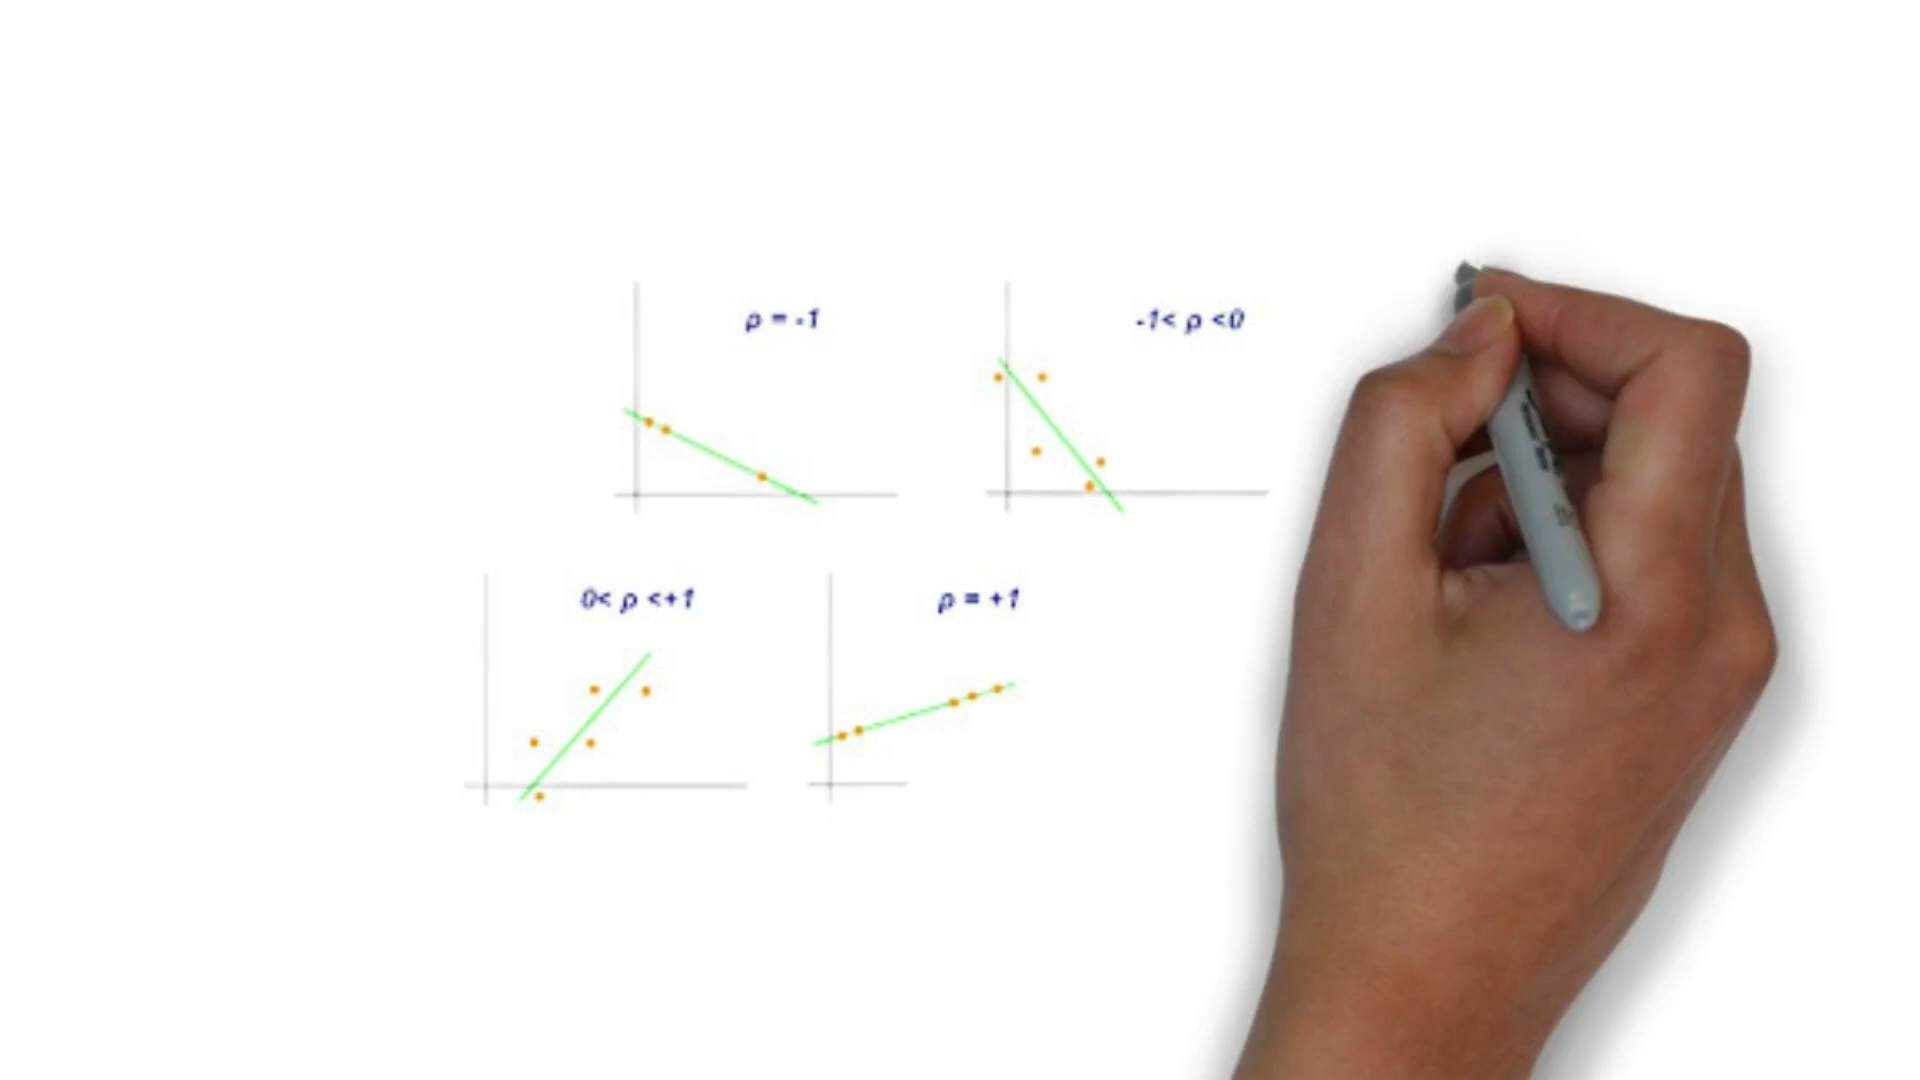 ρ = -1
-1< ρ <0
0< ρ <+1
ρ = +1